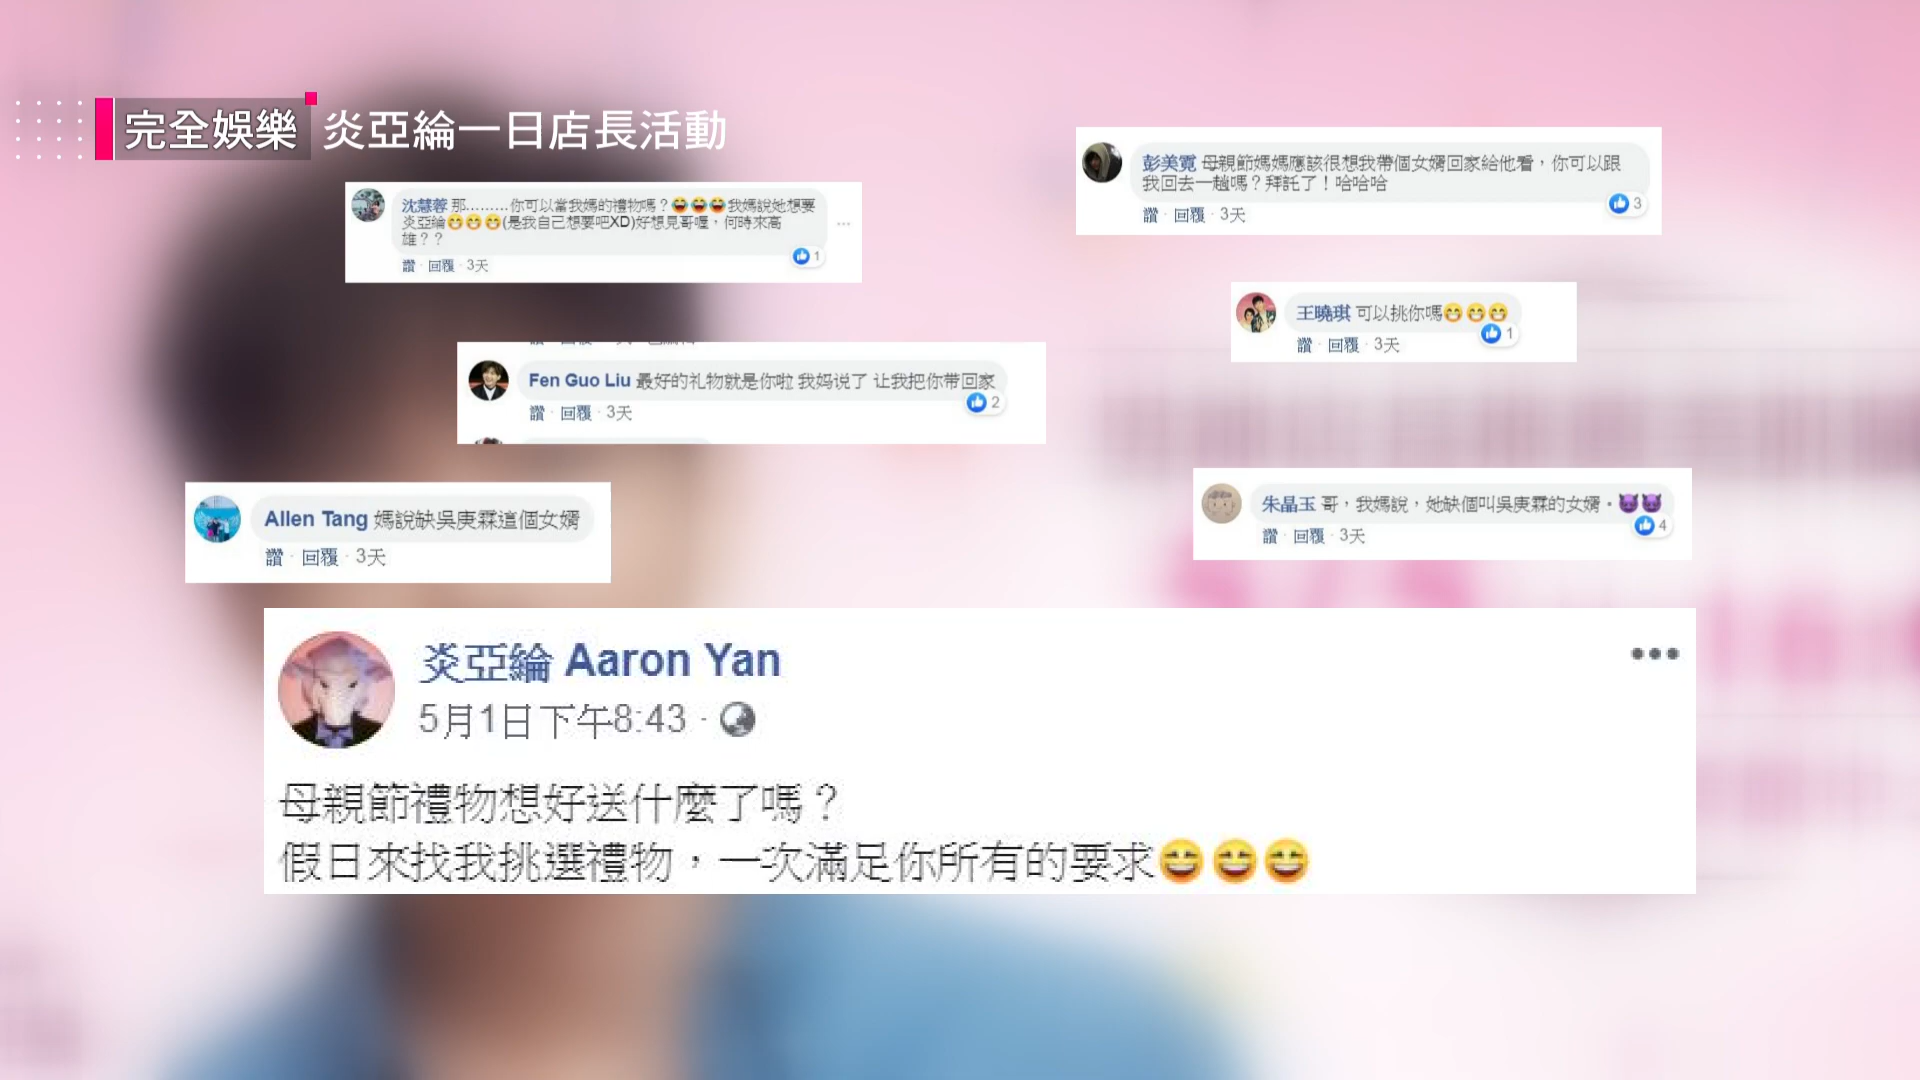 完全娛樂 炎亞綸一日店長活動
沈慧蓉 那.........你可以當我媽的禮物嗎？😆😆😆我媽說她想要
炎亞綸😁😁😁(是我自己想要吧XD)好想見哥喔，何時來高
雄？？
讚 · 回覆 · 3天
1
彭美霓 母親節媽媽應該很想我帶個女婿回家給他看，你可以跟
我回去一趟嗎？拜託了！哈哈哈
讚 · 回覆 · 3天
3
王曉琪 可以挑你嗎😁😁😁
讚 · 回覆 · 3天
1
Fen Guo Liu 最好的礼物就是你啦 我妈说了 让我把你带回家
讚 · 回覆 · 3天
2
Allen Tang 媽說缺吳庚霖這個女婿
讚 · 回覆 · 3天
朱晶玉 哥，我媽說，她缺個叫吳庚霖的女婿。😈😈
讚 · 回覆 · 3天
4
炎亞綸 Aaron Yan
5月1日下午8:43 ·
母親節禮物想好送什麼了嗎？
假日來找我挑選禮物，一次滿足你所有的要求😄😄😄